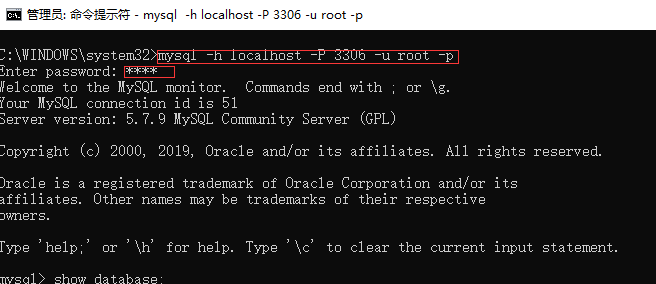 管理员: 命令提示符 - mysql  -h localhost -P 3306 -u root -p
C:\WINDOWS\system32>mysql -h localhost -P 3306 -u root -p
Enter password: ****
Welcome to the MySQL monitor.  Commands end with ; or \g.
Your MySQL connection id is 51
Server version: 5.7.9 MySQL Community Server (GPL)
Copyright (c) 2000, 2019, Oracle and/or its affiliates. All rights reserved.
Oracle is a registered trademark of Oracle Corporation and/or its
affiliates. Other names may be trademarks of their respective
owners.
Type 'help;' or '\h' for help. Type '\c' to clear the current input statement.
mysql> show database;